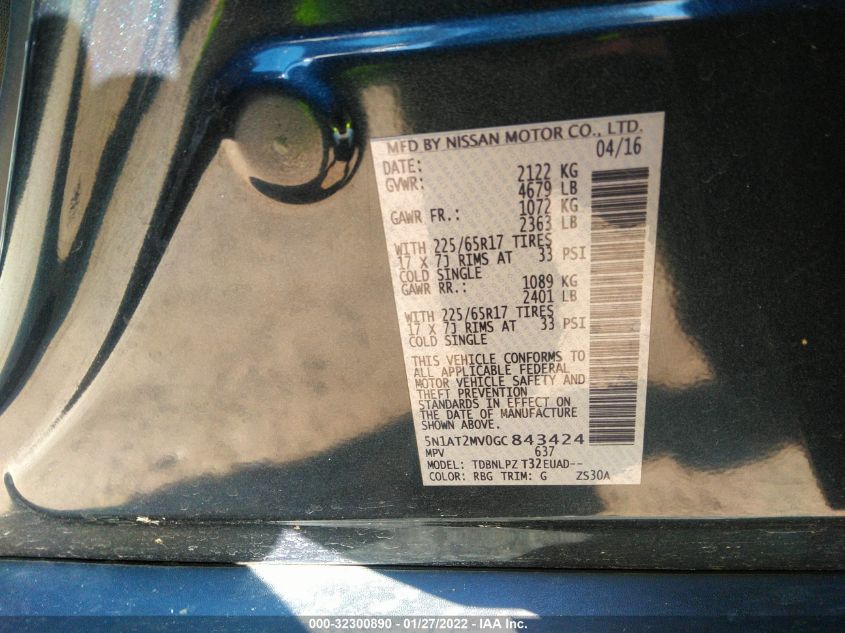 MFD BY NISSAN MOTOR CO., LTD.
DATE: 04/16
GVWR: 2122 KG
4679 LB
GAWR FR.: 1072 KG
2363 LB
WITH 225/65R17 TIRES
17 X 7J RIMS AT 33 PSI
COLD SINGLE
GAWR RR.: 1089 KG
2401 LB
WITH 225/65R17 TIRES
17 X 7J RIMS AT 33 PSI
COLD SINGLE
THIS VEHICLE CONFORMS TO
ALL APPLICABLE FEDERAL
MOTOR VEHICLE SAFETY AND
THEFT PREVENTION
STANDARDS IN EFFECT ON
THE DATE OF MANUFACTURE
SHOWN ABOVE.
5N1AT2MV0GC843424
MPV 637
MODEL: TDBNLPZ T32EUAD--
COLOR: RBG TRIM: G ZS30A
000-32300890 - 01/27/2022 - IAA Inc.